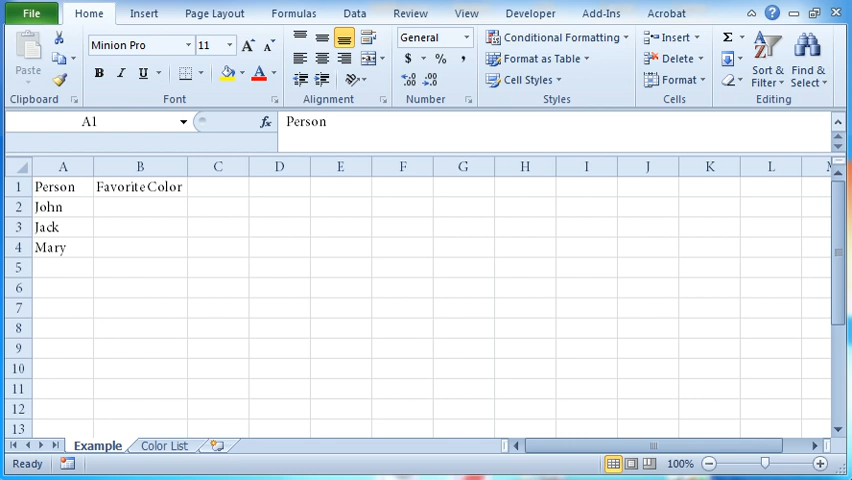 File Home Insert Page Layout Formulas Data Review View Developer Add-Ins Acrobat
Paste
Minion Pro 11
B I U A
General
$ % ,
Conditional Formatting
Format as Table
Cell Styles
Insert
Delete
Format
Σ
Sort & Filter
Find & Select
Clipboard Font Alignment Number Styles Cells Editing
A1 fx Person
A B C D E F G H I J K L
1 Person Favorite Color
2 John
3 Jack
4 Mary
5
6
7
8
9
10
11
12
13
Example Color List
Ready 100%